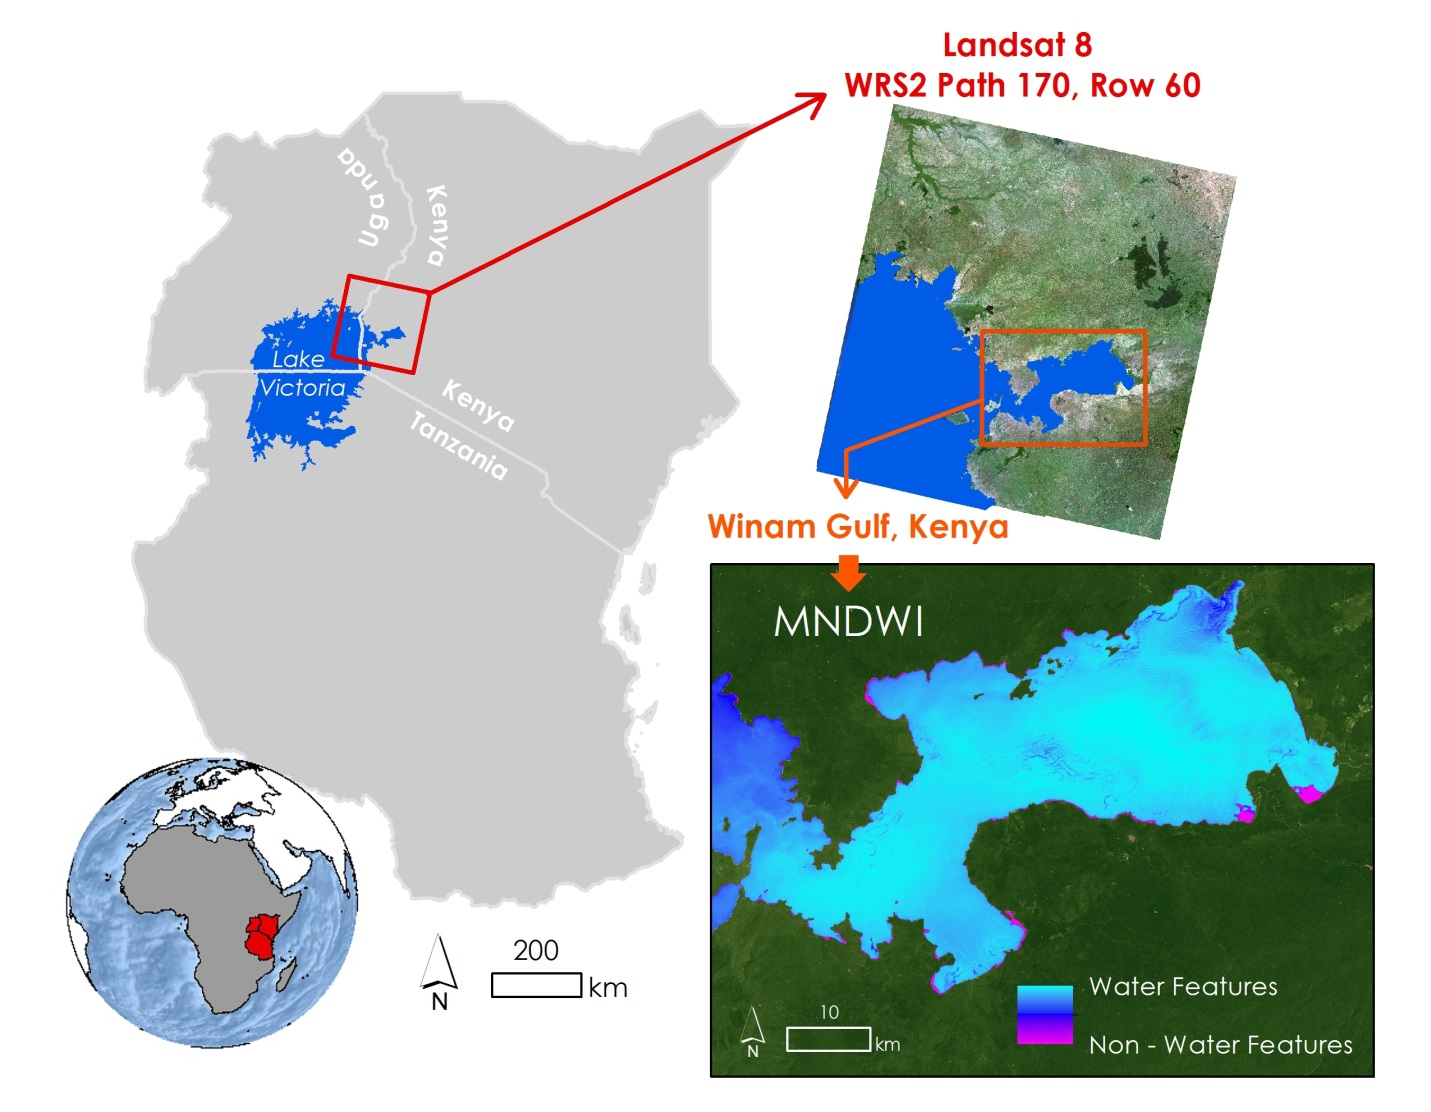 Landsat 8
WRS2 Path 170, Row 60
Uganda
Kenya
Lake
Victoria
Kenya
Tanzania
Winam Gulf, Kenya
MNDWI
200
km
N
10
km
N
Water Features
Non - Water Features